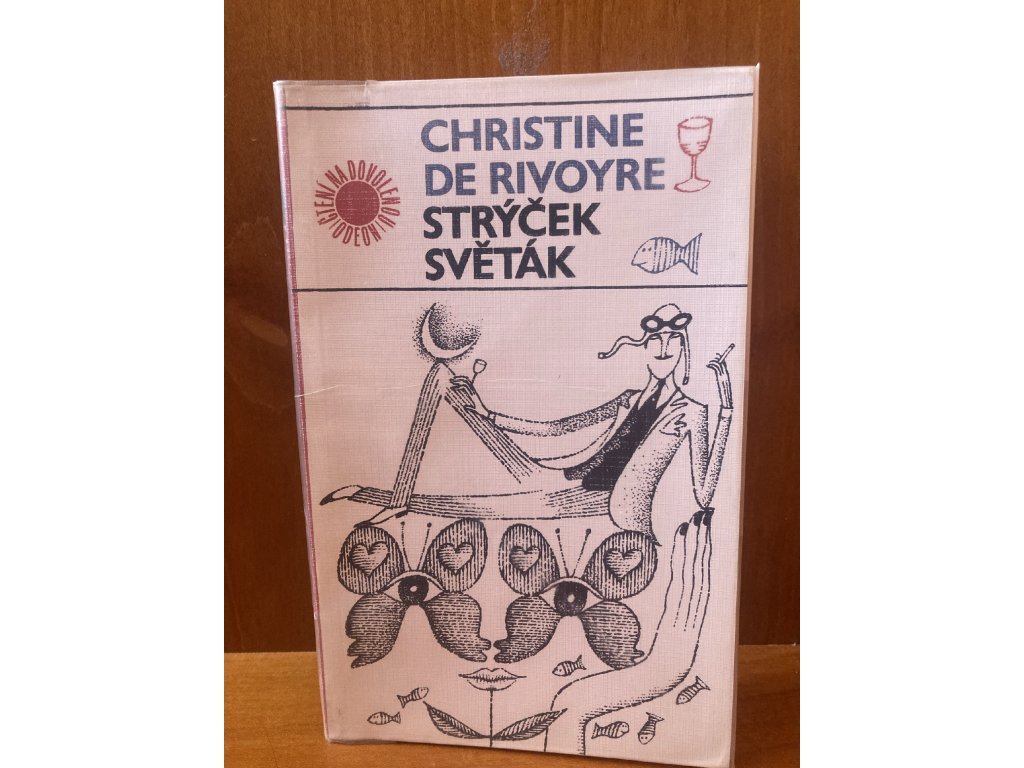 CHRISTINE
DE RIVOYRE
STRÝČEK
SVĚTÁK
ČTENÍ NA DOVOLENOU
ODEON